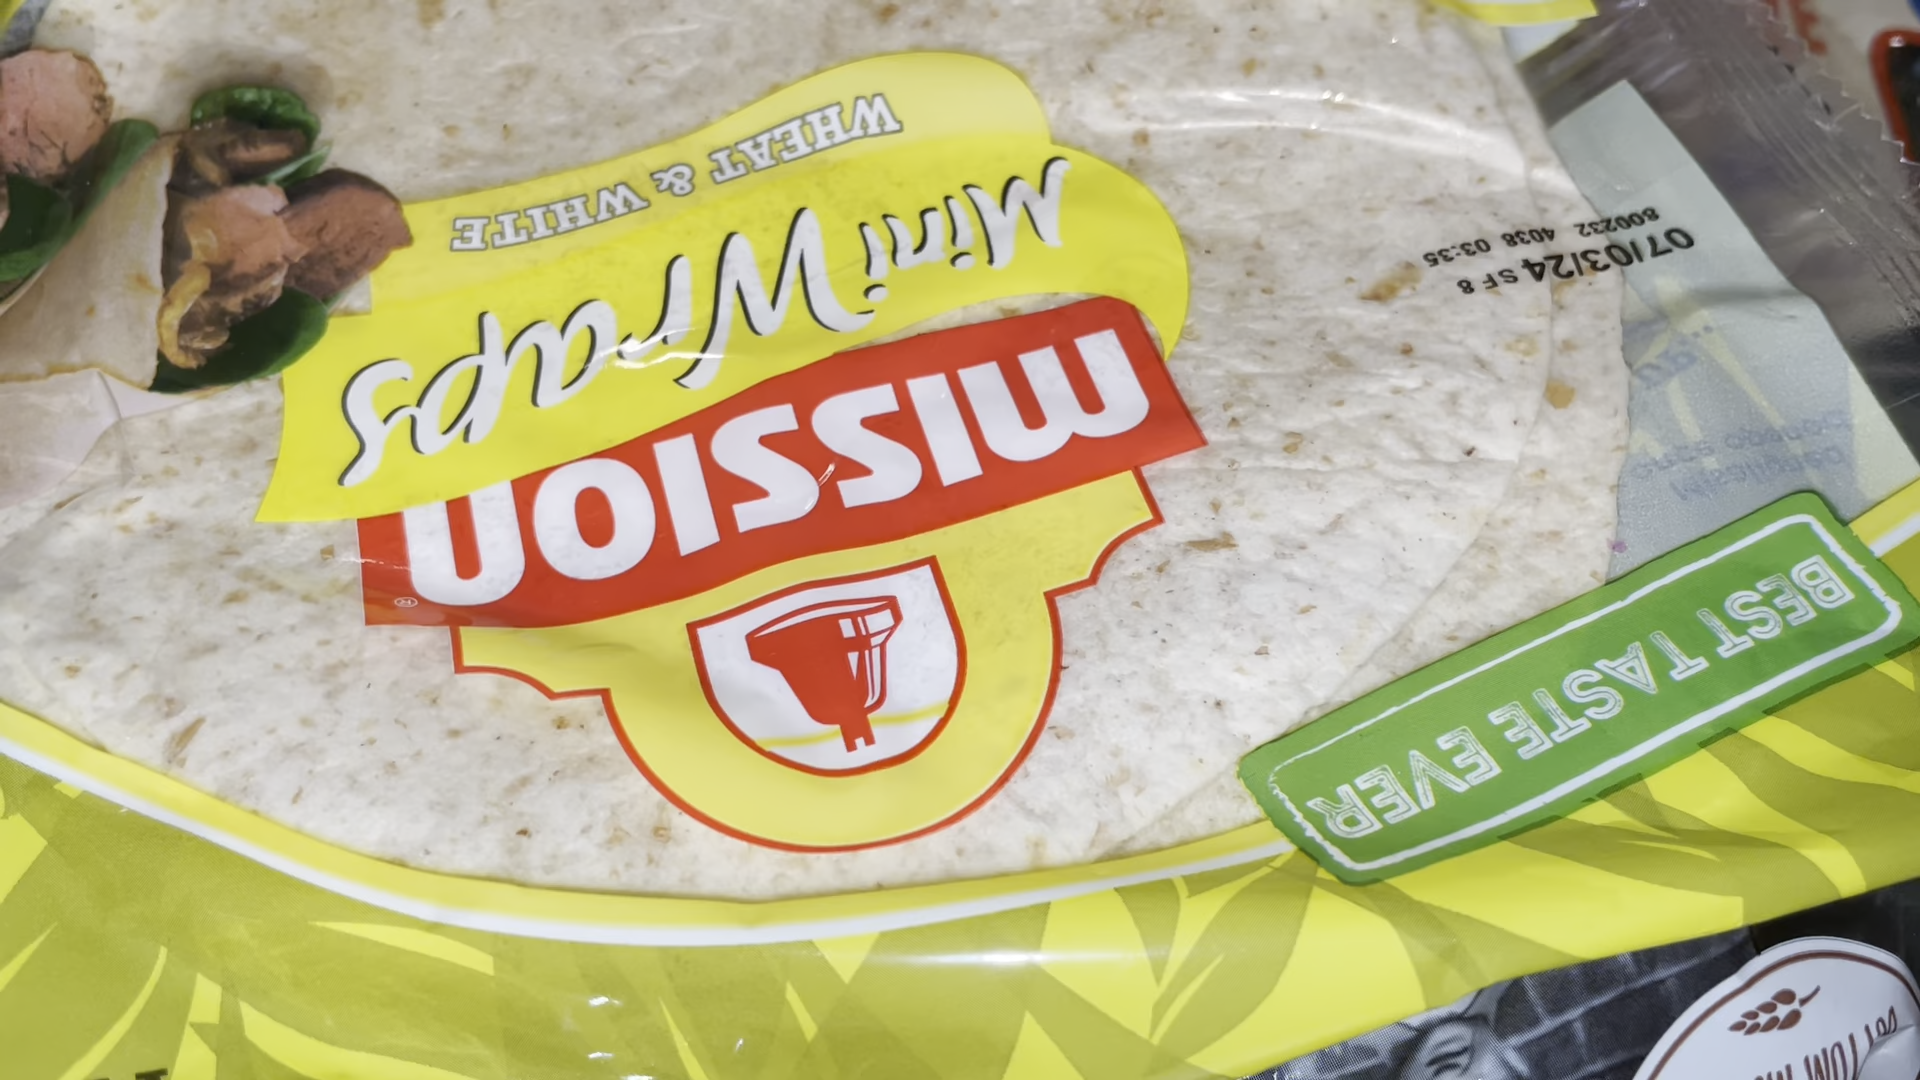 MISSION
®
Mini Wraps
WHEAT & WHITE
07/03/24 SF 8
800232 4038 03:35
BEST TASTE EVER